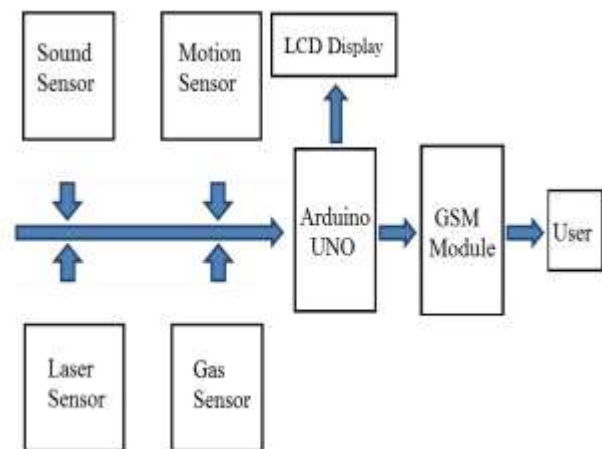 Sound
Sensor
Motion
Sensor
LCD Display
Arduino
UNO
GSM
Module
User
Laser
Sensor
Gas
Sensor